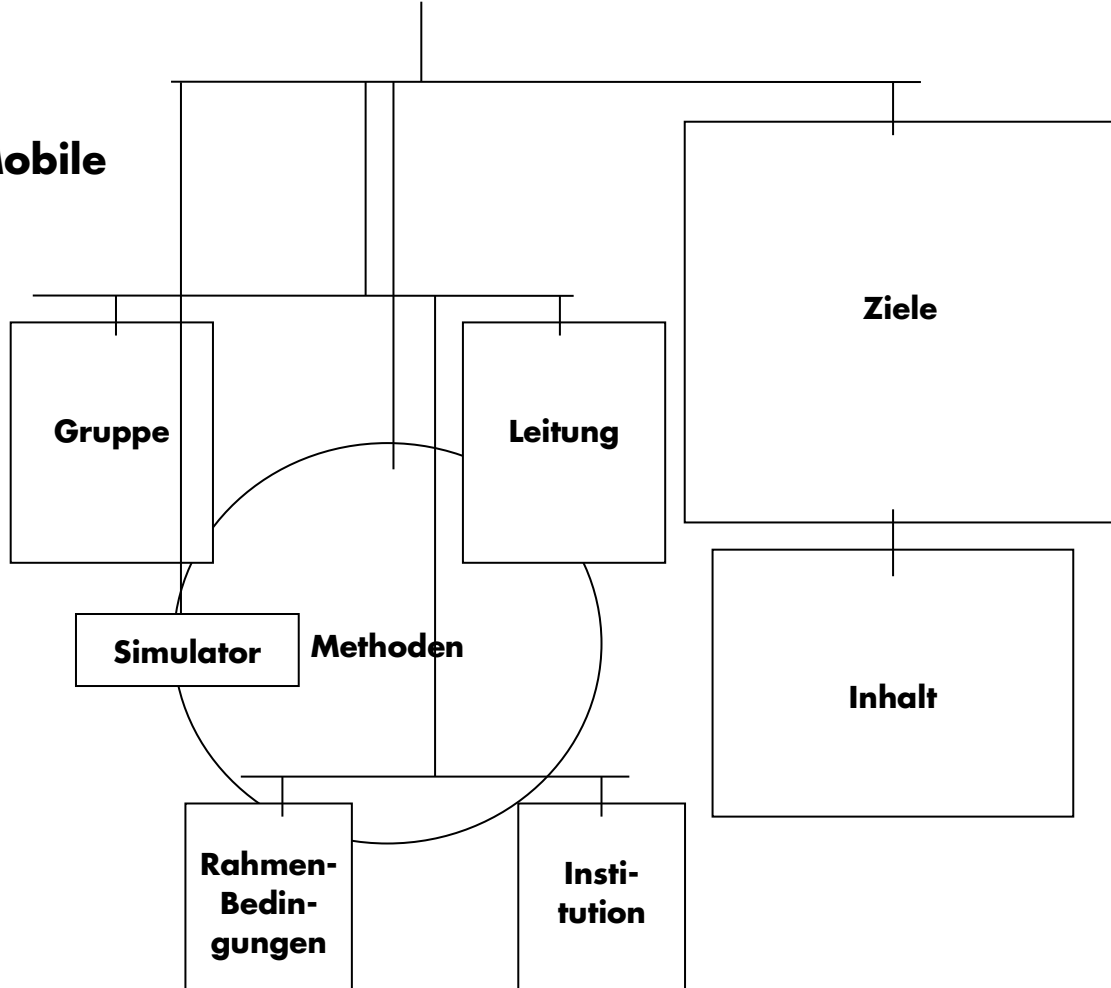 obile
Ziele
Gruppe
Leitung
Simulator
Methoden
Inhalt
Rahmen-
Bedin-
gungen
Insti-
tution